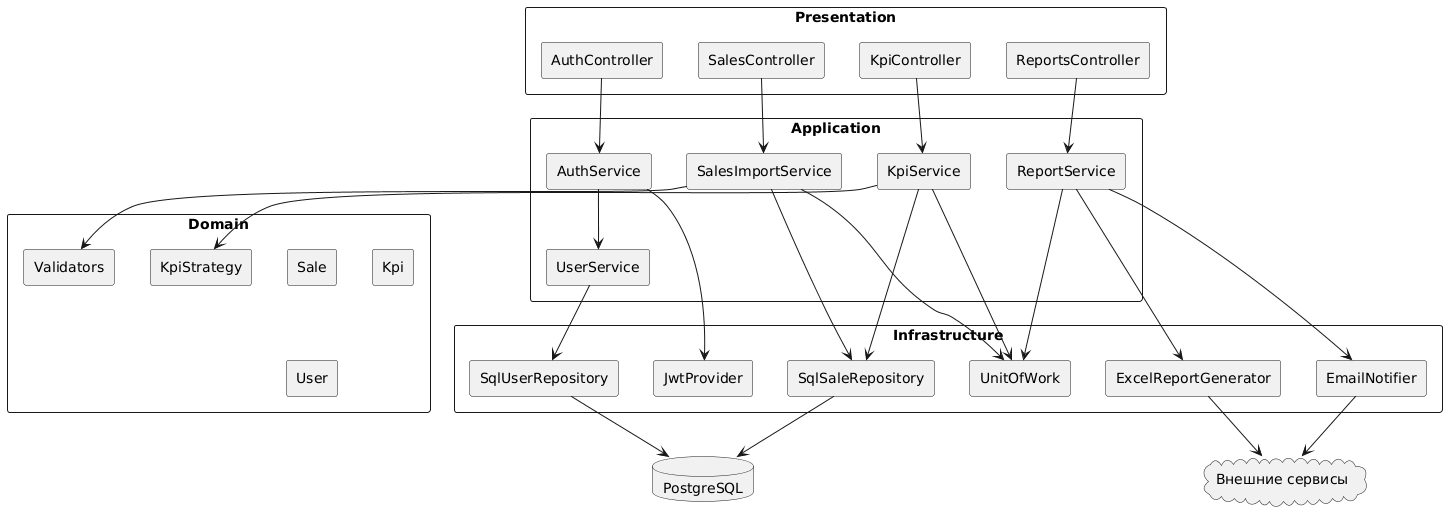 Presentation
AuthController
SalesController
KpiController
ReportsController
Application
AuthService
SalesImportService
KpiService
ReportService
Domain
Validators
KpiStrategy
Sale
Kpi
UserService
Infrastructure
User
SqlUserRepository
JwtProvider
SqlSaleRepository
UnitOfWork
ExcelReportGenerator
EmailNotifier
PostgreSQL
Внешние сервисы